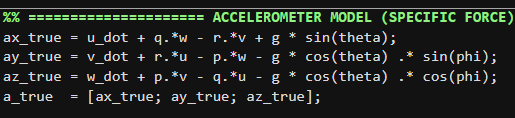 %% ===================== ACCELEROMETER MODEL (SPECIFIC FORCE)
ax_true = u_dot + q.*w - r.*v + g * sin(theta);
ay_true = v_dot + r.*u - p.*w - g * cos(theta) .* sin(phi);
az_true = w_dot + p.*v - q.*u - g * cos(theta) .* cos(phi);
a_true  = [ax_true; ay_true; az_true];